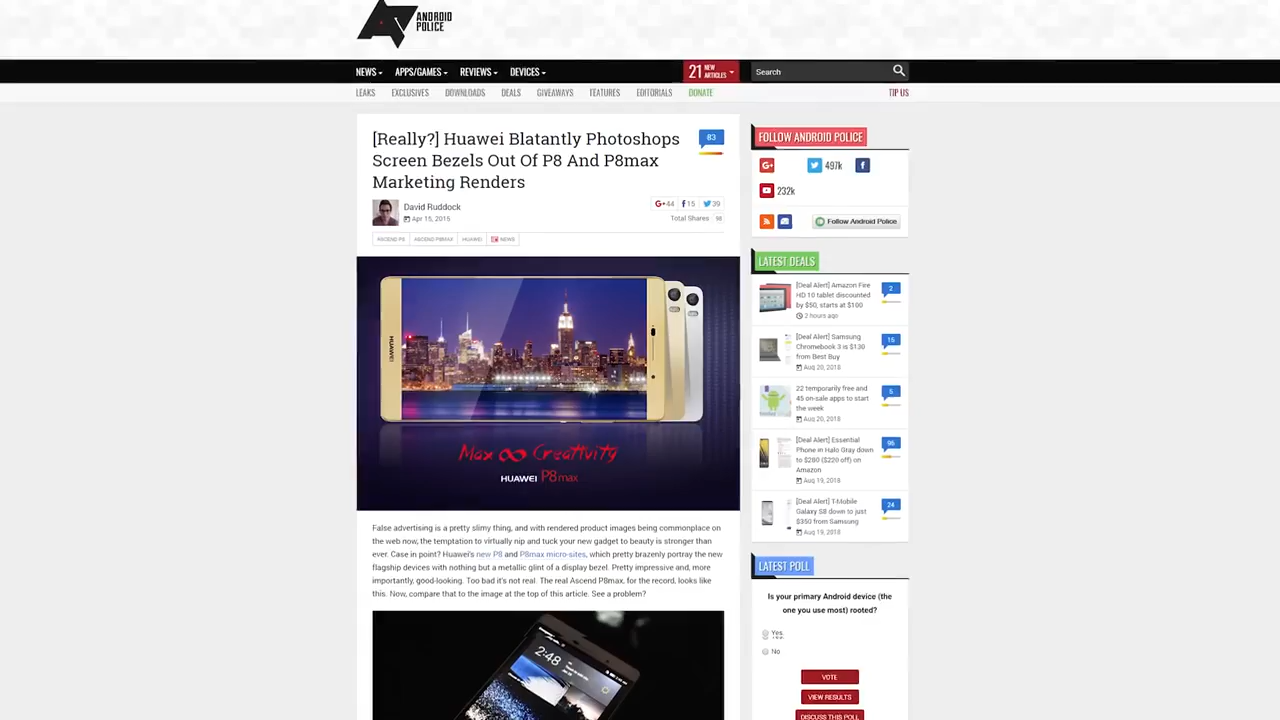 ANDROID
POLICE
NEWS
APPS/GAMES
REVIEWS
DEVICES
21 NEW ARTICLES
Search
LEAKS
EXCLUSIVES
DOWNLOADS
DEALS
GIVEAWAYS
FEATURES
EDITORIALS
DONATE
TIP US
[Really?] Huawei Blatantly Photoshops
Screen Bezels Out Of P8 And P8max
Marketing Renders
83
David Ruddock
Apr 15, 2015
G+ 44
f 15
39
Total Shares 98
ASCEND P8
ASCEND P8MAX
HUAWEI
NEWS
HUAWEI
Max ∞ Creativity
HUAWEI P8max
False advertising is a pretty slimy thing, and with rendered product images being commonplace on
the web now, the temptation to virtually nip and tuck your new gadget to beauty is stronger than
ever. Case in point? Huawei's new P8 and P8max micro-sites, which pretty brazenly portray the new
flagship devices with nothing but a metallic glint of a display bezel. Pretty impressive and, more
importantly, good-looking. Too bad it's not real. The real Ascend P8max, for the record, looks like
this. Now, compare that to the image at the top of this article. See a problem?
2:48
FOLLOW ANDROID POLICE
497k
232k
Follow Android Police
LATEST DEALS
[Deal Alert] Amazon Fire
HD 10 tablet discounted
by $50, starts at $100
2 hours ago
2
[Deal Alert] Samsung
Chromebook 3 is $130
from Best Buy
Aug 20, 2018
15
22 temporarily free and
45 on-sale apps to start
the week
Aug 20, 2018
5
[Deal Alert] Essential
Phone in Halo Gray down
to $280 ($220 off) on
Amazon
Aug 19, 2018
96
[Deal Alert] T-Mobile
Galaxy S8 down to just
$350 from Samsung
Aug 19, 2018
24
LATEST POLL
Is your primary Android device (the
one you use most) rooted?
Yes.
No
VOTE
VIEW RESULTS
DISCUSS THIS POLL